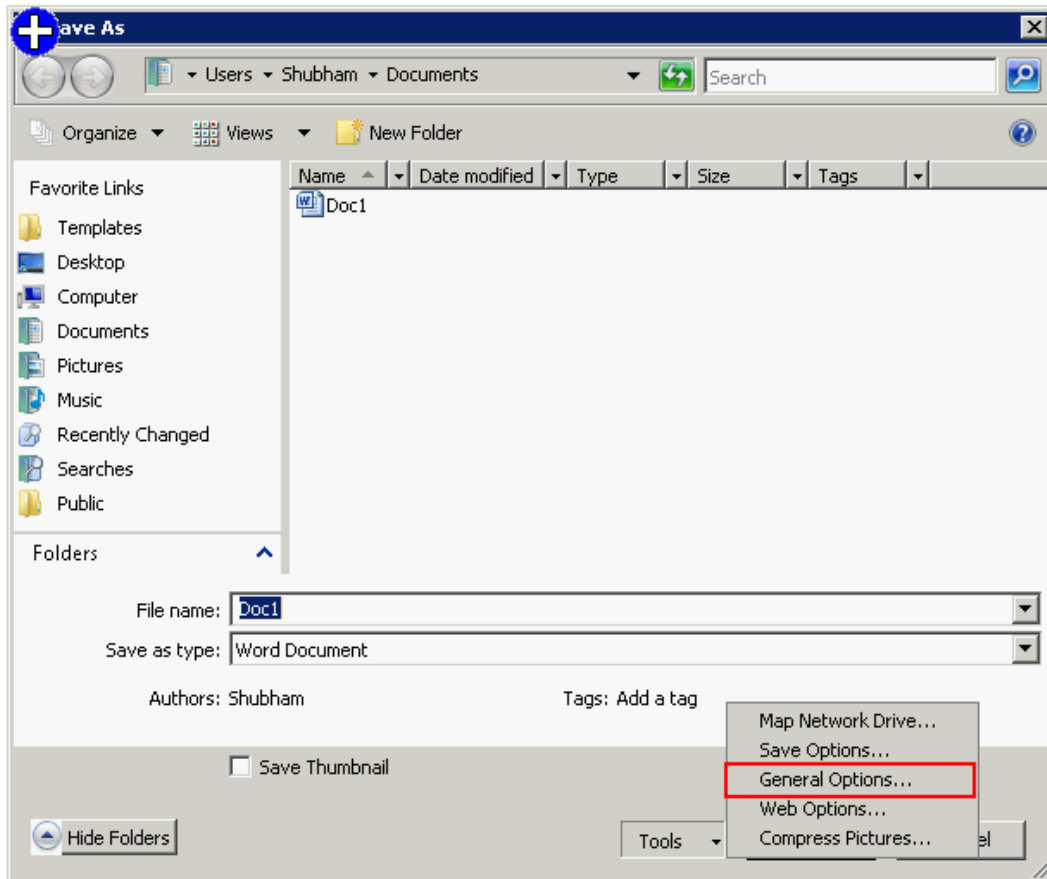 ave As
Users Shubham Documents
Search
Organize Views New Folder
Favorite Links
Templates
Desktop
Computer
Documents
Pictures
Music
Recently Changed
Searches
Public
Folders
Name Date modified Type Size Tags
Doc1
File name: Doc1
Save as type: Word Document
Authors: Shubham Tags: Add a tag
Save Thumbnail
Map Network Drive...
Save Options...
General Options...
Web Options...
Compress Pictures...
Hide Folders
Tools
el